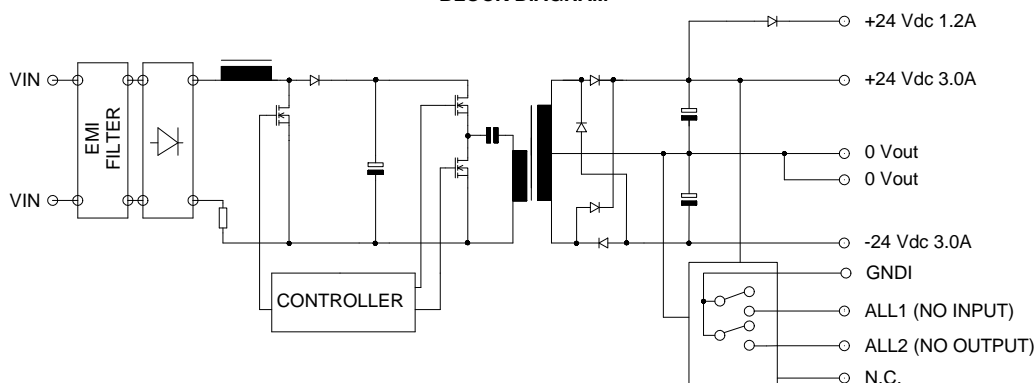 +24 Vdc 1.2A
VIN
+24 Vdc 3.0A
EMI
FILTER
0 Vout
0 Vout
VIN
-24 Vdc 3.0A
GNDI
CONTROLLER
ALL1 (NO INPUT)
ALL2 (NO OUTPUT)
N.C.